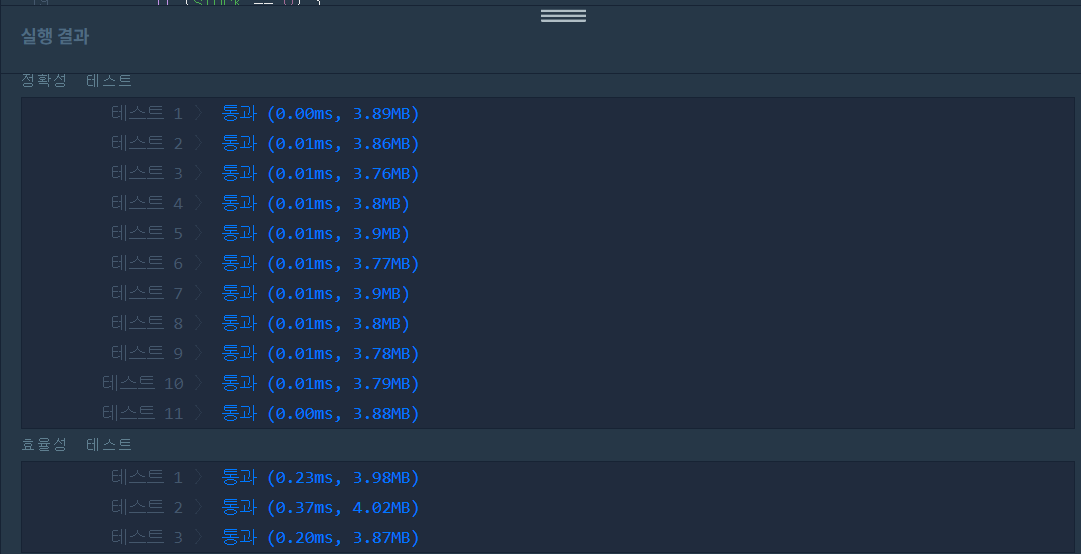 실행 결과
정확성 테스트
테스트 1 〉 통과 (0.00ms, 3.89MB)
테스트 2 〉 통과 (0.01ms, 3.86MB)
테스트 3 〉 통과 (0.01ms, 3.76MB)
테스트 4 〉 통과 (0.01ms, 3.8MB)
테스트 5 〉 통과 (0.01ms, 3.9MB)
테스트 6 〉 통과 (0.01ms, 3.77MB)
테스트 7 〉 통과 (0.01ms, 3.9MB)
테스트 8 〉 통과 (0.01ms, 3.8MB)
테스트 9 〉 통과 (0.01ms, 3.78MB)
테스트 10 〉 통과 (0.01ms, 3.79MB)
테스트 11 〉 통과 (0.00ms, 3.88MB)
효율성 테스트
테스트 1 〉 통과 (0.23ms, 3.98MB)
테스트 2 〉 통과 (0.37ms, 4.02MB)
테스트 3 〉 통과 (0.20ms, 3.87MB)